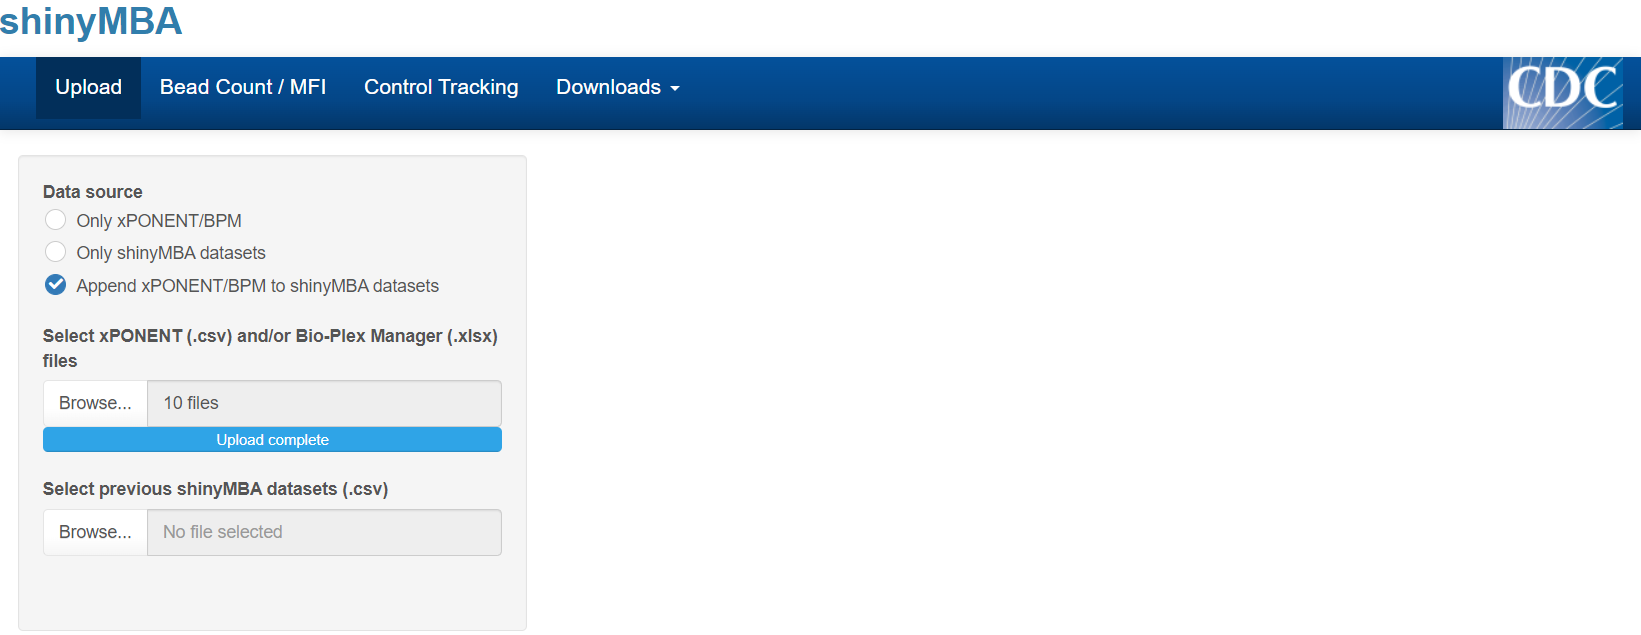 shinyMBA
Upload Bead Count / MFI Control Tracking Downloads
CDC
Data source
Only xPONENT/BPM
Only shinyMBA datasets
Append xPONENT/BPM to shinyMBA datasets
Select xPONENT (.csv) and/or Bio-Plex Manager (.xlsx)
files
Browse... 10 files
Upload complete
Select previous shinyMBA datasets (.csv)
Browse... No file selected